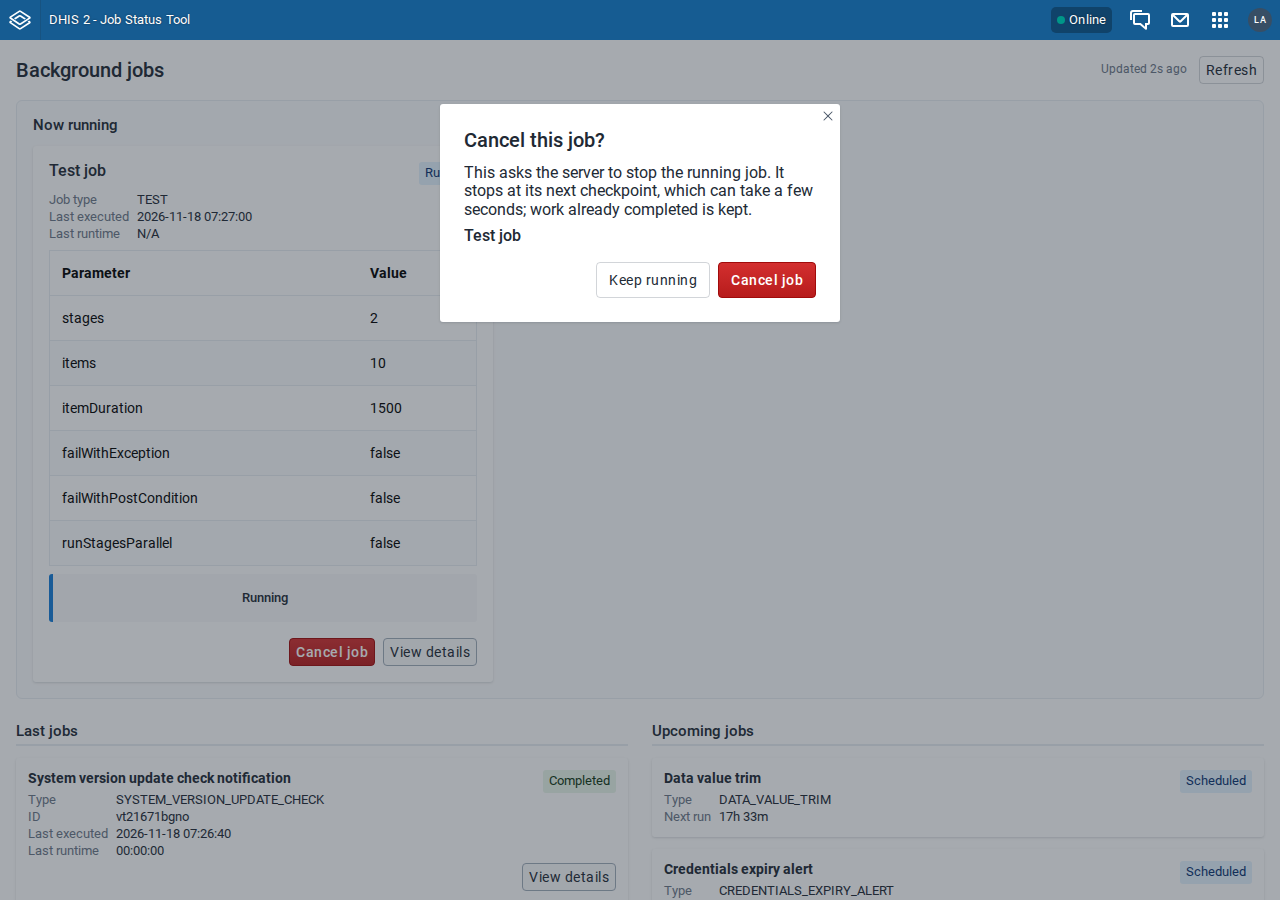 DHIS 2 - Job Status Tool
Online
LA
Background jobs
Updated 2s ago
Refresh
Now running
Test job
Job type TEST
Last executed 2026-11-18 07:27:00
Last runtime N/A
Parameter Value
stages 2
items 10
itemDuration 1500
failWithException false
failWithPostCondition false
runStagesParallel false
Running
Cancel job
View details
Cancel this job?
This asks the server to stop the running job. It
stops at its next checkpoint, which can take a few
seconds; work already completed is kept.
Test job
Keep running
Cancel job
Last jobs
System version update check notification
Completed
Type SYSTEM_VERSION_UPDATE_CHECK
ID vt21671bgno
Last executed 2026-11-18 07:26:40
Last runtime 00:00:00
View details
Upcoming jobs
Data value trim
Scheduled
Type DATA_VALUE_TRIM
Next run 17h 33m
Credentials expiry alert
Scheduled
Type CREDENTIALS_EXPIRY_ALERT